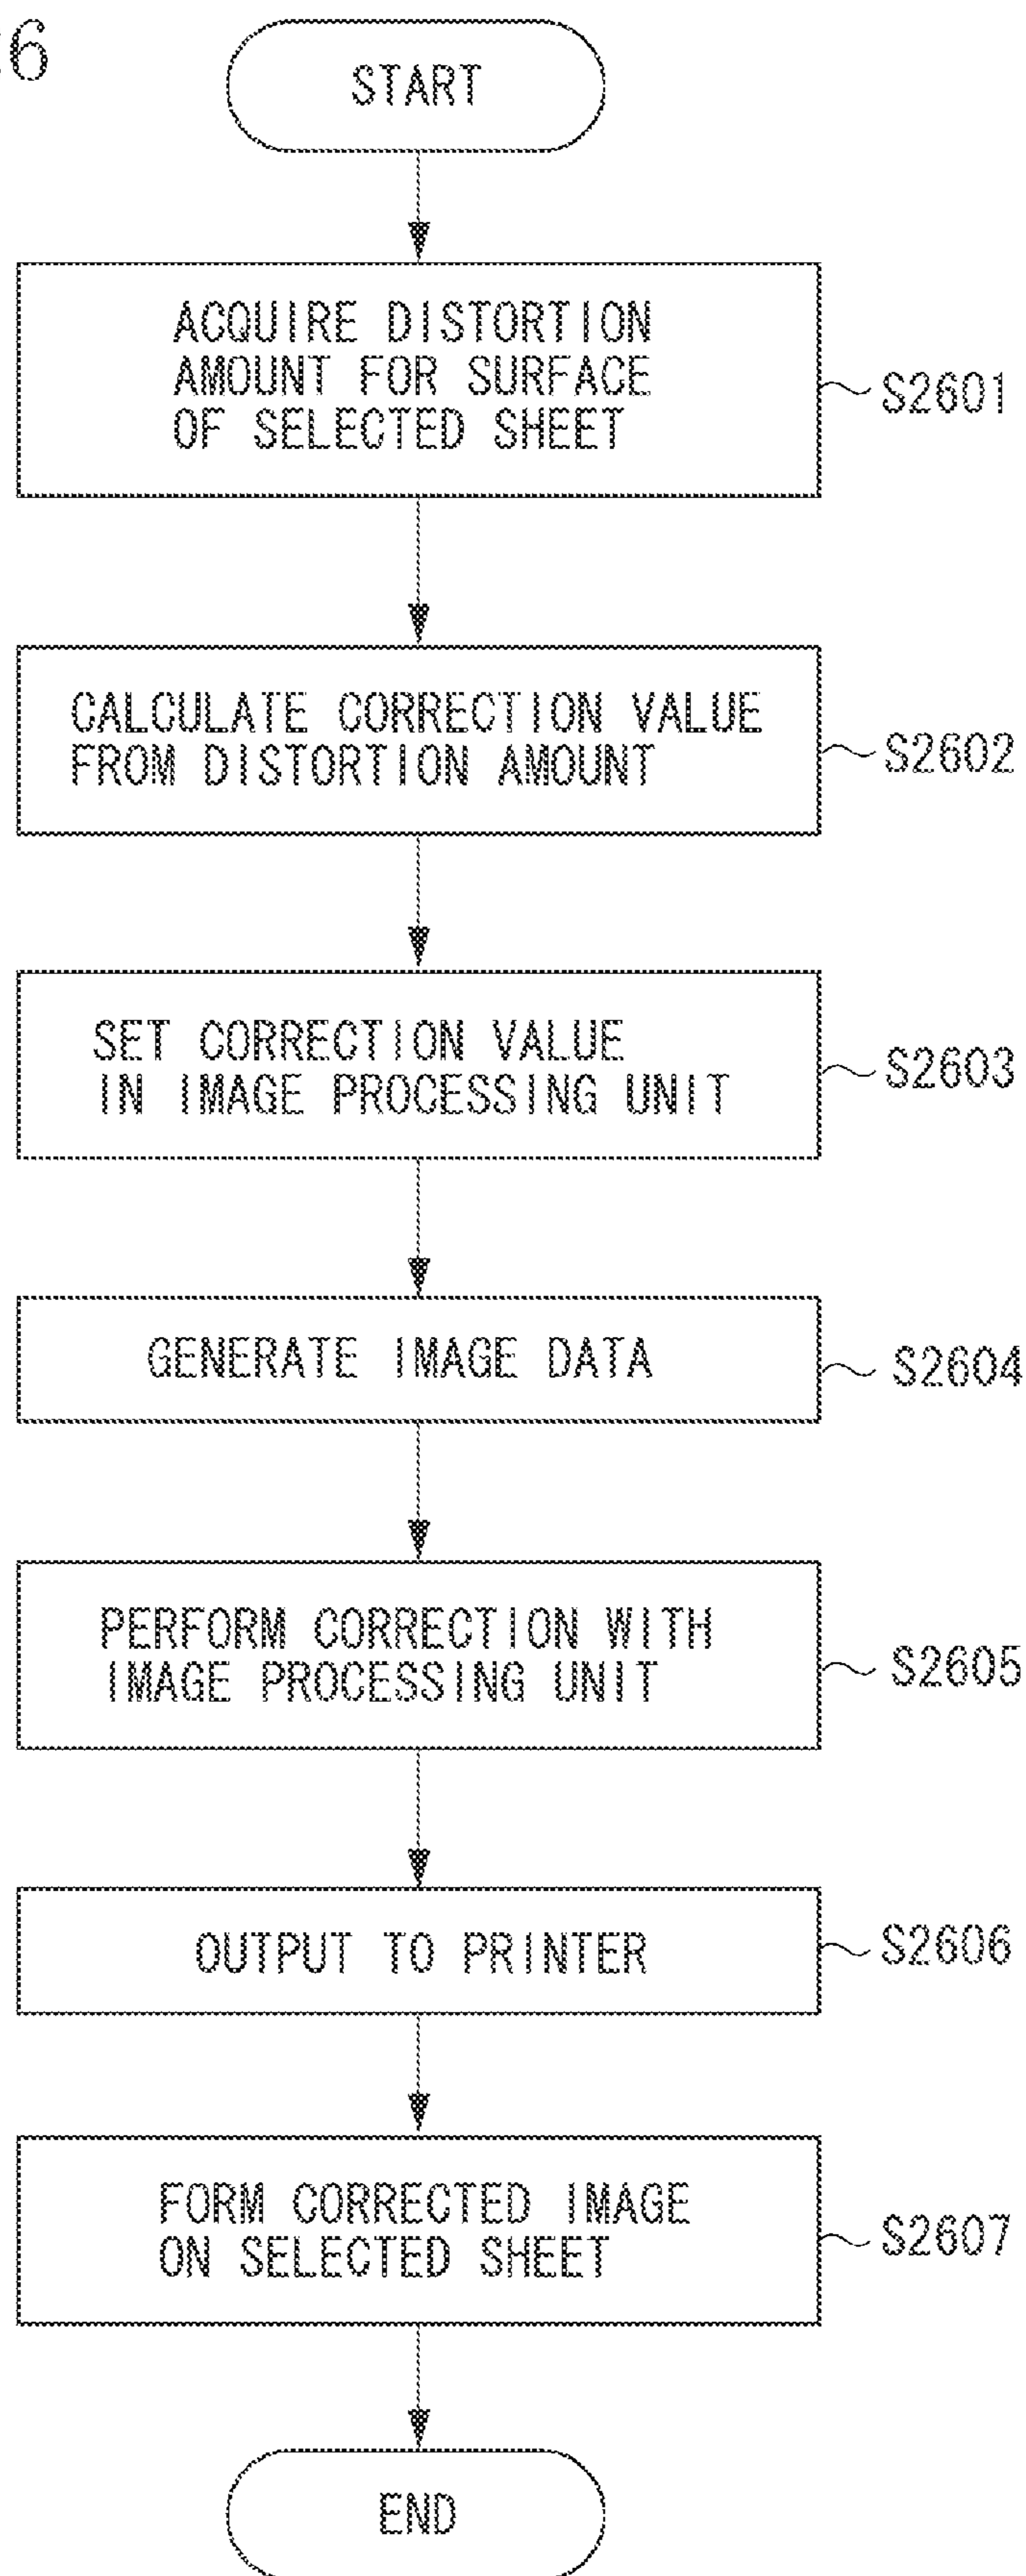 6
START
ACQUIRE DISTORTION
AMOUNT FOR SURFACE
OF SELECTED SHEET
S2601
CALCULATE CORRECTION VALUE
FROM DISTORTION AMOUNT
S2602
SET CORRECTION VALUE
IN IMAGE PROCESSING UNIT
S2603
GENERATE IMAGE DATA
S2604
PERFORM CORRECTION WITH
IMAGE PROCESSING UNIT
S2605
OUTPUT TO PRINTER
S2606
FORM CORRECTED IMAGE
ON SELECTED SHEET
S2607
END